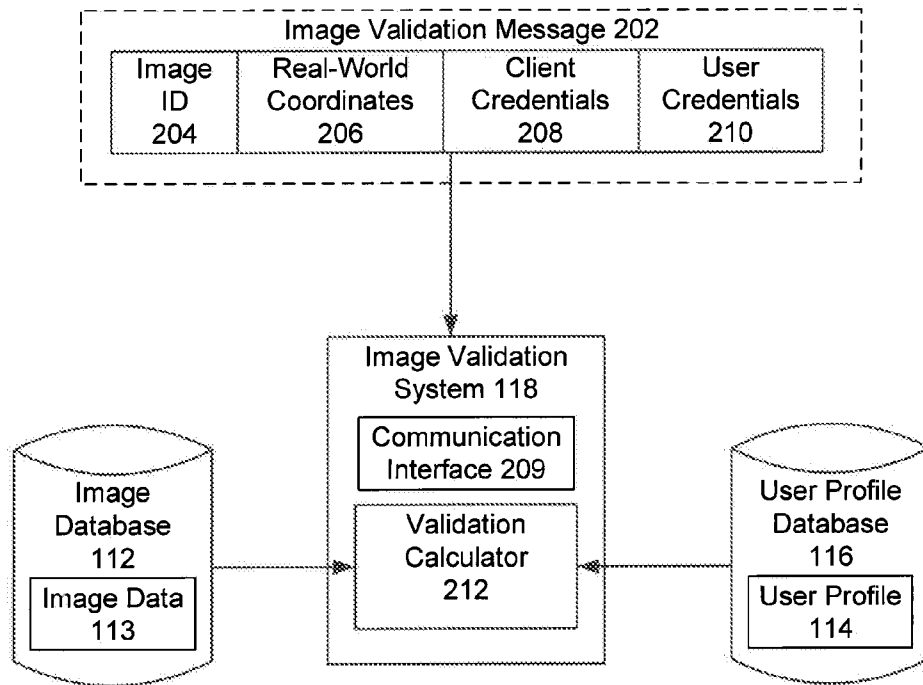 Image Validation Message 202
Image ID 204
Real-World Coordinates 206
Client Credentials 208
User Credentials 210
Image Validation System 118
Communication Interface 209
Validation Calculator 212
Image Database 112
Image Data 113
User Profile Database 116
User Profile 114